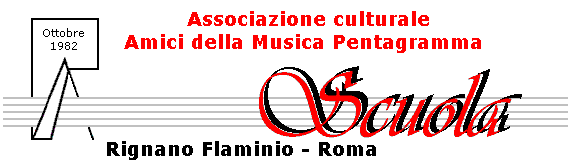 Associazione culturale
Amici della Musica Pentagramma
Ottobre
1982
Scuola
Rignano Flaminio - Roma